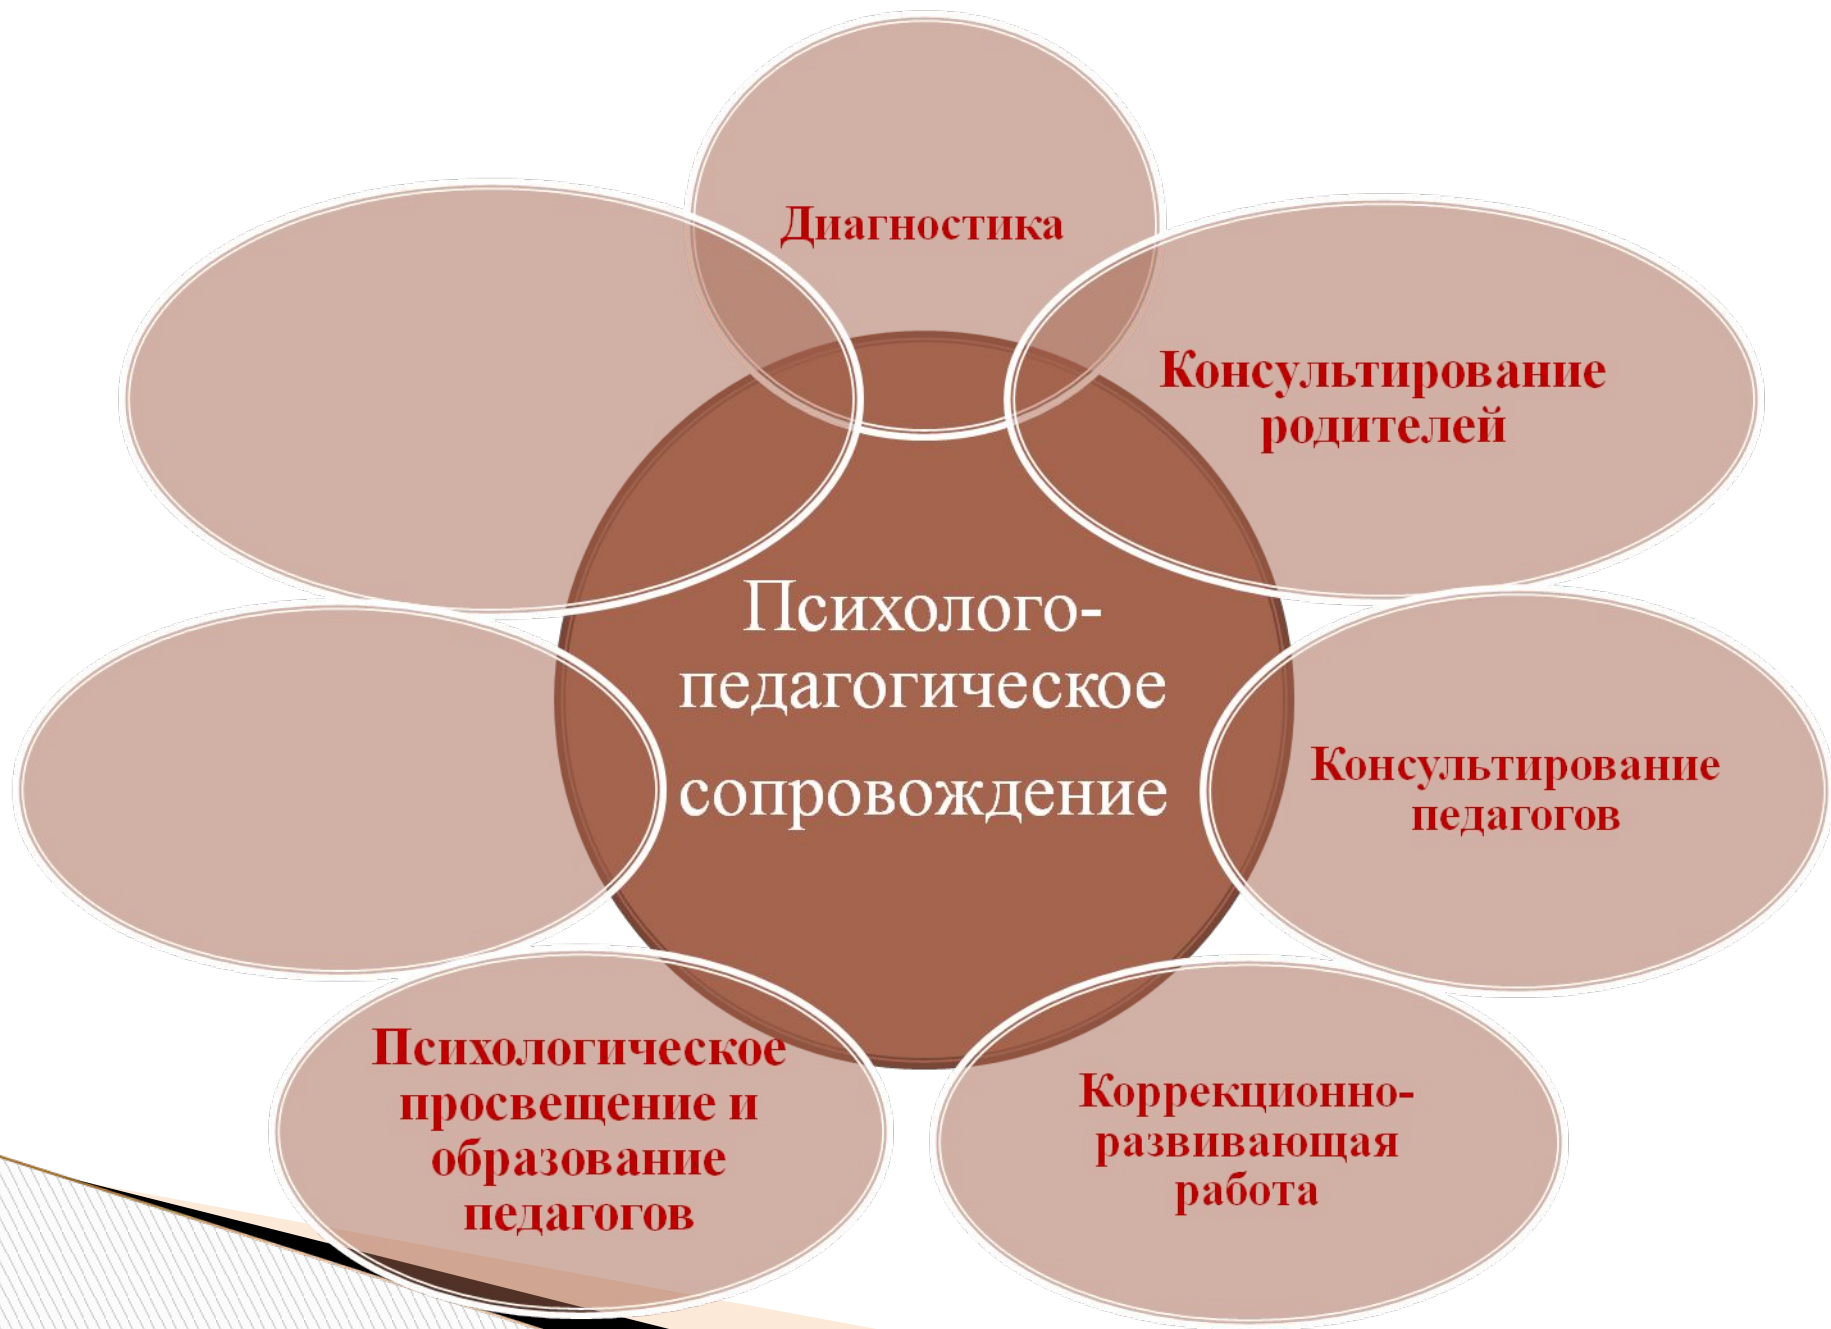 Диагностика
Консультирование
родителей
Психолого-
педагогическое
сопровождение
Консультирование
педагогов
Психологическое
просвещение и
образование
педагогов
Коррекционно-
развивающая
работа